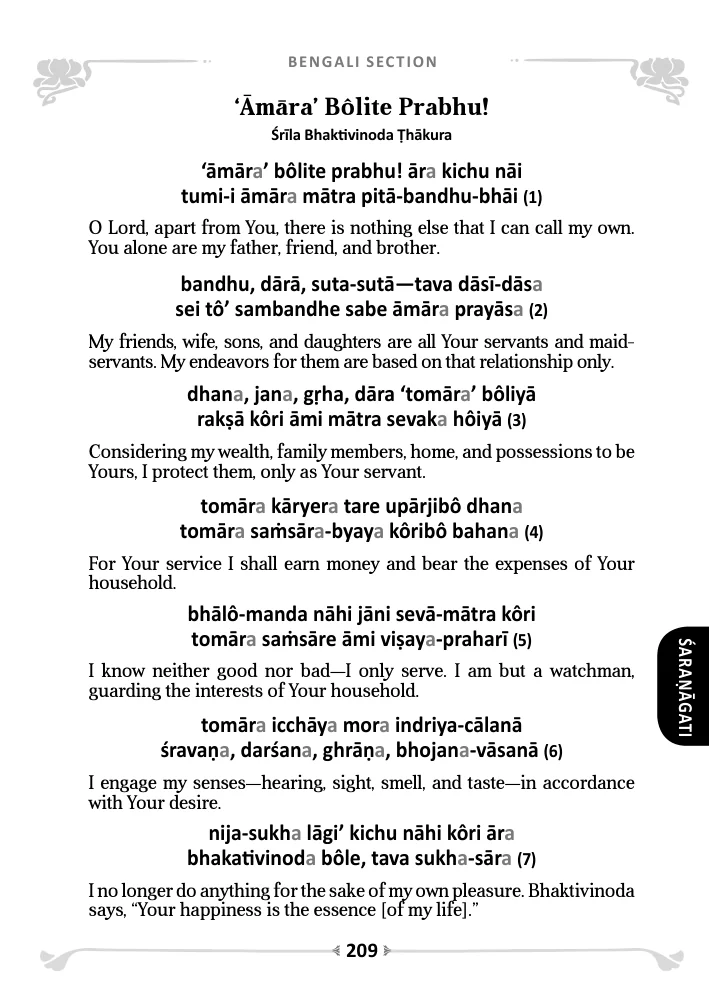 BENGALI SECTION
‘Āmāra’ Bôlite Prabhu!
Śrīla Bhaktivinoda Ṭhākura
‘āmāra’ bôlite prabhu! āra kichu nāi
tumi-i āmāra mātra pitā-bandhu-bhāi (1)
O Lord, apart from You, there is nothing else that I can call my own.
You alone are my father, friend, and brother.
bandhu, dārā, suta-sutā—tava dāsī-dāsa
sei tô’ sambandhe sabe āmāra prayāsa (2)
My friends, wife, sons, and daughters are all Your servants and maid-
servants. My endeavors for them are based on that relationship only.
dhana, jana, gṛha, dāra ‘tomāra’ bôliyā
rakṣā kôri āmi mātra sevaka hôiyā (3)
Considering my wealth, family members, home, and possessions to be
Yours, I protect them, only as Your servant.
tomāra kāryera tare upārjibô dhana
tomāra saṁsāra-byaya kôribô bahana (4)
For Your service I shall earn money and bear the expenses of Your
household.
bhālô-manda nāhi jāni sevā-mātra kôri
tomāra saṁsāre āmi viṣaya-praharī (5)
I know neither good nor bad—I only serve. I am but a watchman,
guarding the interests of Your household.
tomāra icchāya mora indriya-cālanā
śravaṇa, darśana, ghrāṇa, bhojana-vāsanā (6)
I engage my senses—hearing, sight, smell, and taste—in accordance
with Your desire.
nija-sukha lāgi’ kichu nāhi kôri āra
bhakativinoda bôle, tava sukha-sāra (7)
I no longer do anything for the sake of my own pleasure. Bhaktivinoda
says, “Your happiness is the essence [of my life].”
ŚARAṆĀGATI
209